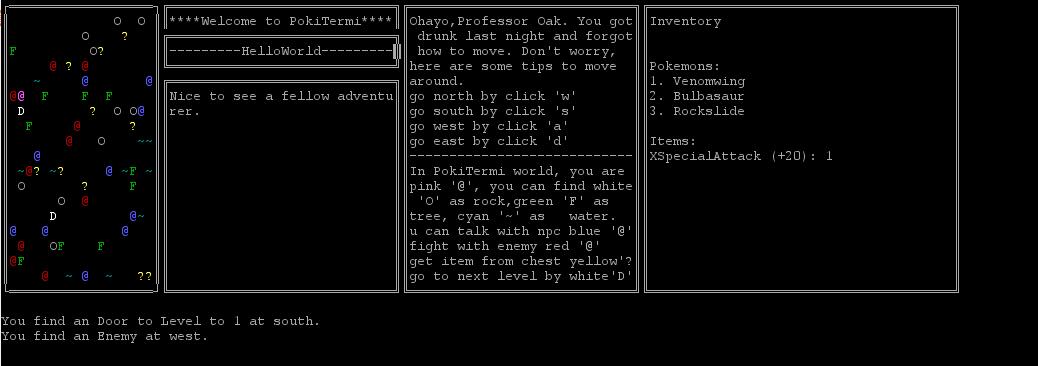 O O
O ?
F O?
@ ? @
~ @ @
@@ F F F
D ? O O@
F @ ?
@ O ~~
@
~@? ~? @ ~F ~
O ? F
O @
D @~
@ @ @
@ OF F
@F
@ ~ @ ~ ??
****Welcome to PokiTermi****
---------HelloWorld---------
Nice to see a fellow adventu
rer.
Ohayo,Professor Oak. You got
drunk last night and forgot
how to move. Don't worry,
here are some tips to move
around.
go north by click 'w'
go south by click 's'
go west by click 'a'
go east by click 'd'
----------------------------
In PokiTermi world, you are
pink '@', you can find white
'O' as rock,green 'F' as
tree, cyan '~' as   water.
u can talk with npc blue '@'
fight with enemy red '@'
get item from chest yellow'?
go to next level by white'D'
Inventory
Pokemons:
1. Venomwing
2. Bulbasaur
3. Rockslide
Items:
XSpecialAttack (+20): 1
You find an Door to Level to 1 at south.
You find an Enemy at west.